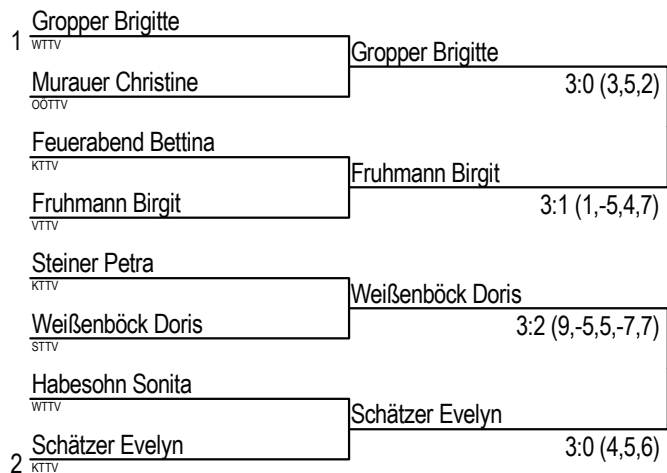 Gropper Brigitte
1 WTTV
Gropper Brigitte
Murauer Christine
3:0 (3,5,2)
OÖTTV
Feuerabend Bettina
KTTV
Fruhmann Birgit
Fruhmann Birgit
3:1 (1,-5,4,7)
VTTV
Steiner Petra
KTTV
Weißenböck Doris
Weißenböck Doris
3:2 (9,-5,5,-7,7)
STTV
Habesohn Sonita
WTTV
Schätzer Evelyn
Schätzer Evelyn
3:0 (4,5,6)
2 KTTV